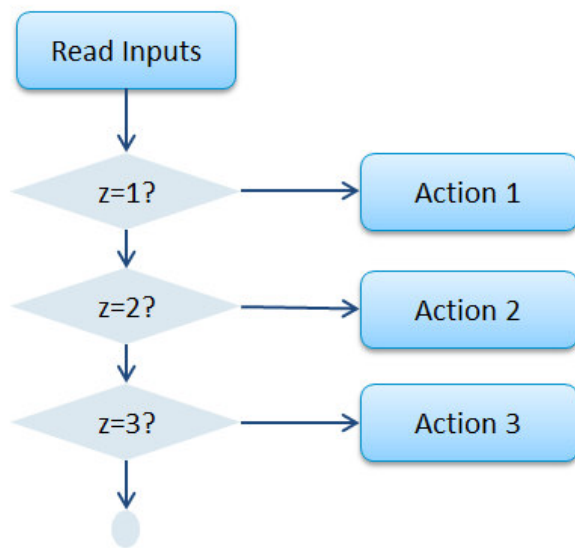 Read Inputs
z=1?
Action 1
z=2?
Action 2
z=3?
Action 3